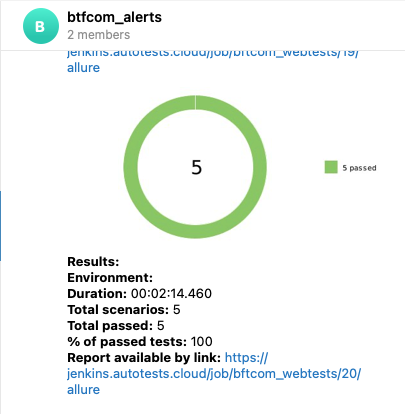 B
btfcom_alerts
2 members
jenkins.autotests.cloud/job/bftcom_webtests/19/
allure
5
5 passed
Results:
Environment:
Duration: 00:02:14.460
Total scenarios: 5
Total passed: 5
% of passed tests: 100
Report available by link: https://
jenkins.autotests.cloud/job/bftcom_webtests/20/
allure